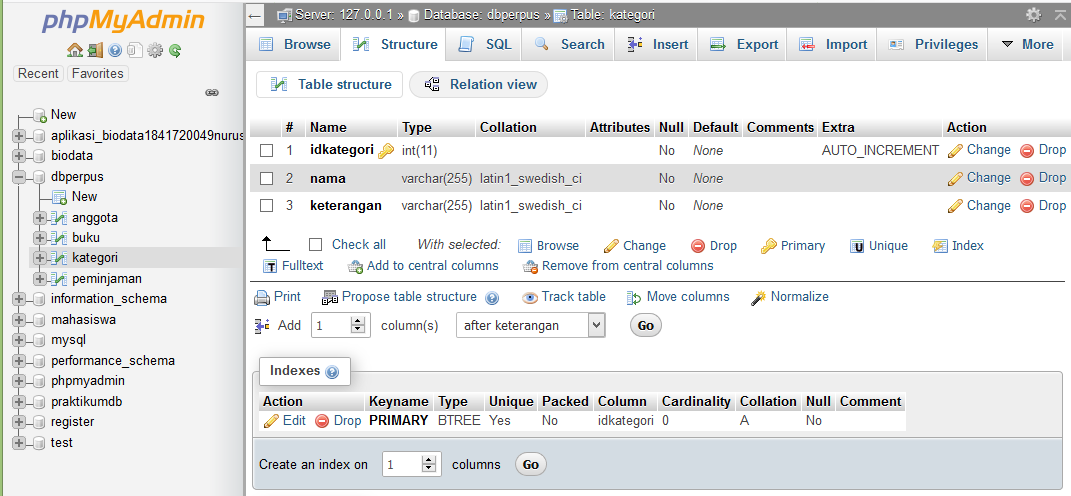 phpMyAdmin
Recent Favorites
New
aplikasi_biodata1841720049nurus
biodata
dbperpus
New
anggota
buku
kategori
peminjaman
information_schema
mahasiswa
mysql
performance_schema
phpmyadmin
praktikumdb
register
test
Server: 127.0.0.1 » Database: dbperpus » Table: kategori
Browse Structure SQL Search Insert Export Import Privileges More
Table structure Relation view
# Name Type Collation Attributes Null Default Comments Extra Action
1 idkategori int(11) No None AUTO_INCREMENT Change Drop
2 nama varchar(255) latin1_swedish_ci No None Change Drop
3 keterangan varchar(255) latin1_swedish_ci No None Change Drop
Check all With selected: Browse Change Drop Primary Unique Index
Fulltext Add to central columns Remove from central columns
Print Propose table structure Track table Move columns Normalize
Add 1 column(s) after keterangan Go
Indexes
Action Keyname Type Unique Packed Column Cardinality Collation Null Comment
Edit Drop PRIMARY BTREE Yes No idkategori 0 A No
Create an index on 1 columns Go